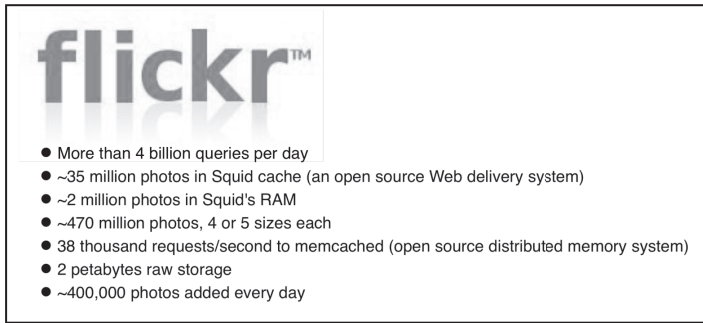 flickr™
● More than 4 billion queries per day
● ~35 million photos in Squid cache (an open source Web delivery system)
● ~2 million photos in Squid's RAM
● ~470 million photos, 4 or 5 sizes each
● 38 thousand requests/second to memcached (open source distributed memory system)
● 2 petabytes raw storage
● ~400,000 photos added every day